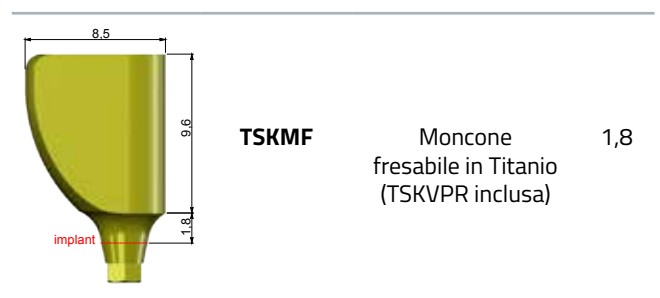 8,5
9,6
1,8
implant
TSKMF
Moncone
fresabile in Titanio
(TSKVPR inclusa)
1,8